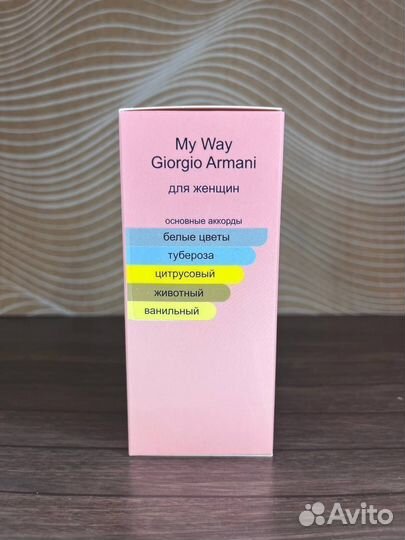 My Way
Giorgio Armani
для женщин
основные аккорды
белые цветы
тубероза
цитрусовый
животный
ванильный
Avito